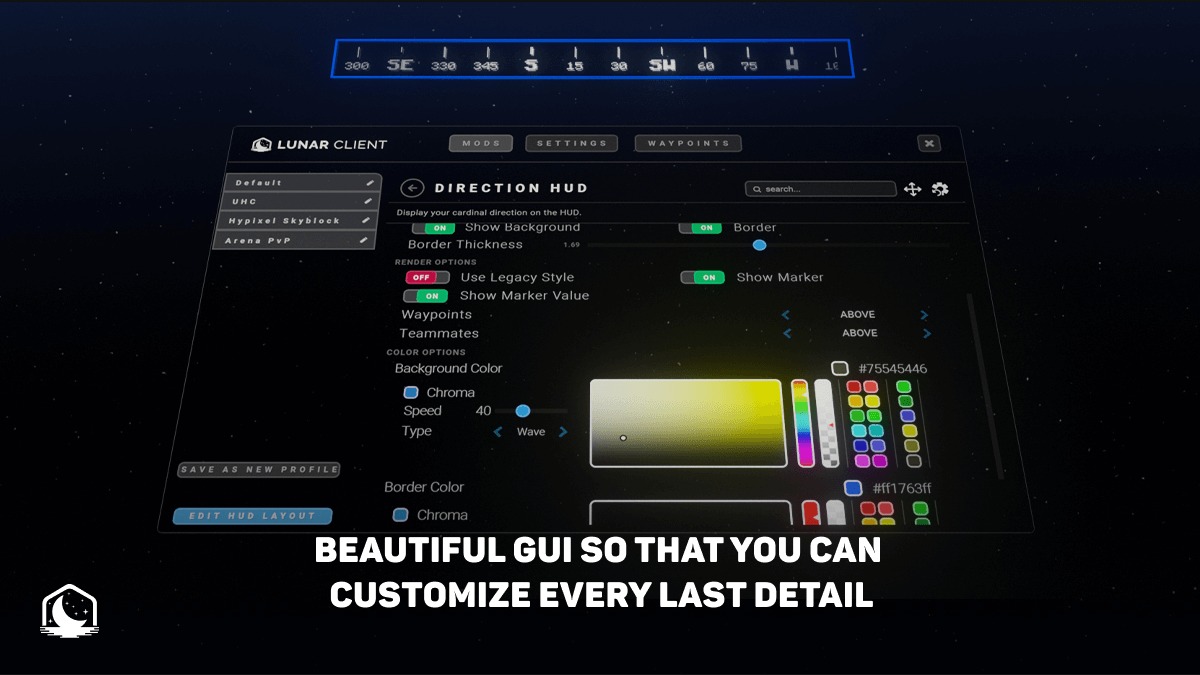 300 SE 330 345 S 15 30 SW 60 75 W
LUNAR CLIENT
MODS SETTINGS WAYPOINTS
Default
UHC
Hypixel Skyblock
Arena PvP
DIRECTION HUD
search...
Display your cardinal direction on the HUD.
ON Show Background ON Border
Border Thickness 1.69
RENDER OPTIONS
OFF Use Legacy Style ON Show Marker
ON Show Marker Value
Waypoints ABOVE
Teammates ABOVE
COLOR OPTIONS
Background Color #75545446
Chroma
Speed 40
Type Wave
Border Color #ff1763ff
Chroma
SAVE AS NEW PROFILE
EDIT HUD LAYOUT
BEAUTIFUL GUI SO THAT YOU CAN
CUSTOMIZE EVERY LAST DETAIL